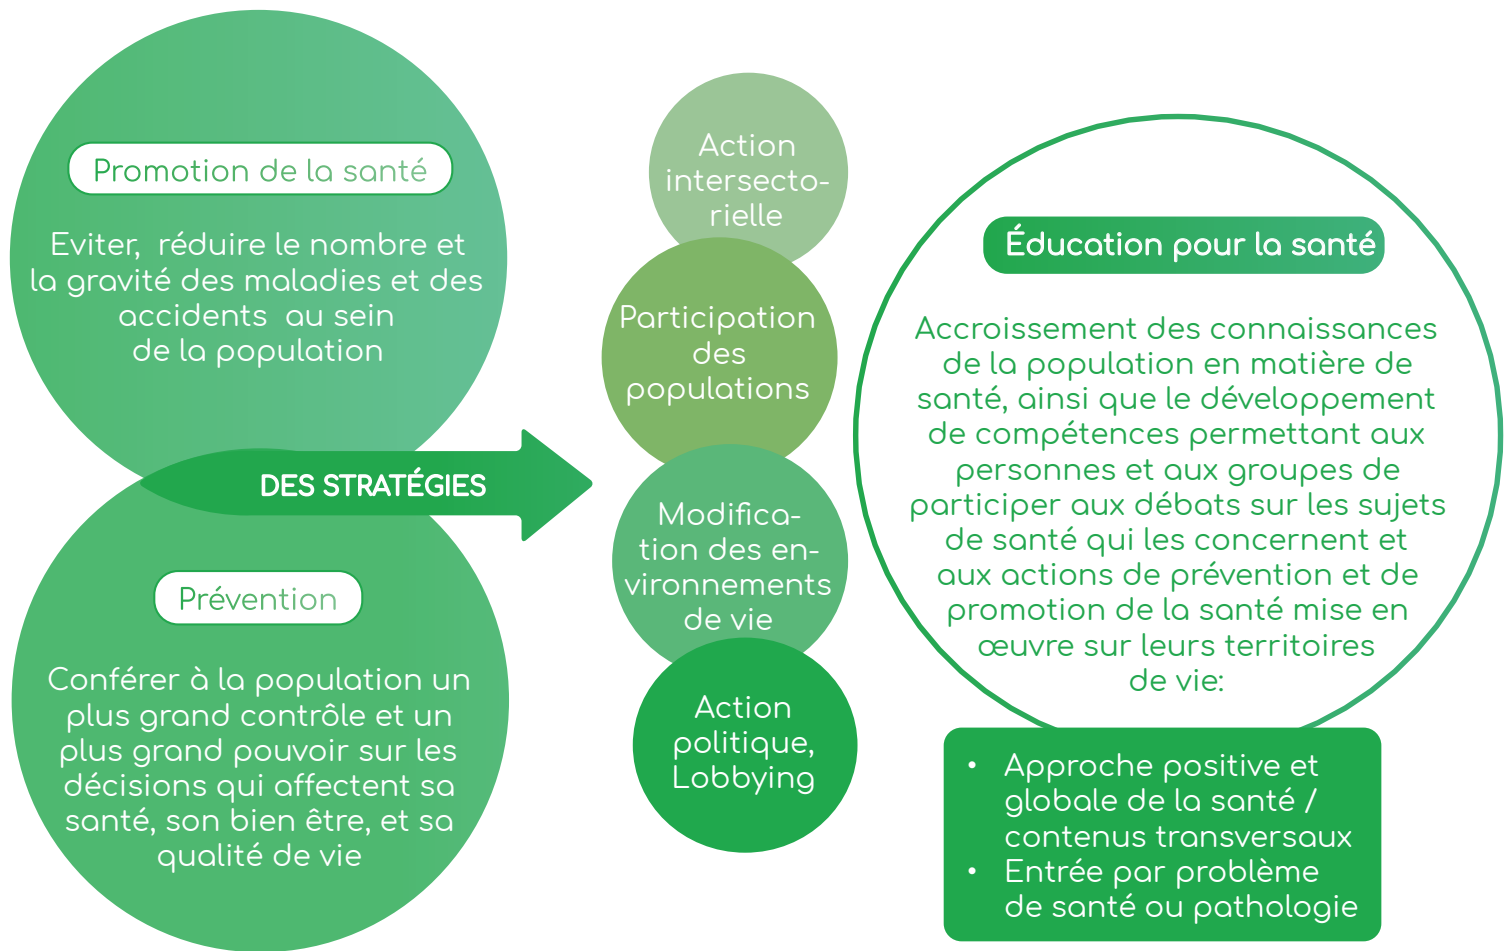 Promotion de la santé
Eviter, réduire le nombre et
la gravité des maladies et des
accidents au sein
de la population
DES STRATÉGIES
Prévention
Conférer à la population un
plus grand contrôle et un
plus grand pouvoir sur les
décisions qui affectent sa
santé, son bien être, et sa
qualité de vie
Action
intersecto-
rielle
Participation
des
populations
Modifica-
tion des en-
vironnements
de vie
Action
politique,
Lobbying
Éducation pour la santé
Accroissement des connaissances
de la population en matière de
santé, ainsi que le développement
de compétences permettant aux
personnes et aux groupes de
participer aux débats sur les sujets
de santé qui les concernent et
aux actions de prévention et de
promotion de la santé mise en
œuvre sur leurs territoires
de vie:
• Approche positive et
globale de la santé /
contenus transversaux
• Entrée par problème
de santé ou pathologie